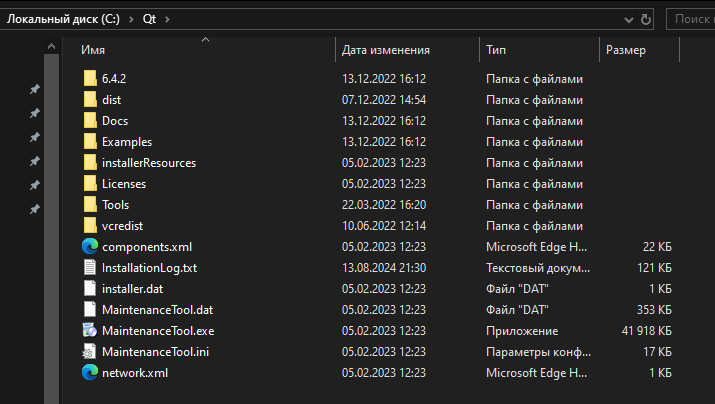 Локальный диск (C:) Qt Поиск
Имя Дата изменения Тип Размер
6.4.2 13.12.2022 16:12 Папка с файлами
dist 07.12.2022 14:54 Папка с файлами
Docs 13.12.2022 16:12 Папка с файлами
Examples 13.12.2022 16:12 Папка с файлами
installerResources 05.02.2023 12:23 Папка с файлами
Licenses 05.02.2023 12:23 Папка с файлами
Tools 22.03.2022 16:20 Папка с файлами
vcredist 10.06.2022 12:14 Папка с файлами
components.xml 05.02.2023 12:23 Microsoft Edge H... 22 КБ
InstallationLog.txt 13.08.2024 21:30 Текстовый докум... 121 КБ
installer.dat 05.02.2023 12:23 Файл "DAT" 1 КБ
MaintenanceTool.dat 05.02.2023 12:23 Файл "DAT" 353 КБ
MaintenanceTool.exe 05.02.2023 12:23 Приложение 41 918 КБ
MaintenanceTool.ini 05.02.2023 12:23 Параметры конф... 17 КБ
network.xml 05.02.2023 12:23 Microsoft Edge H... 1 КБ